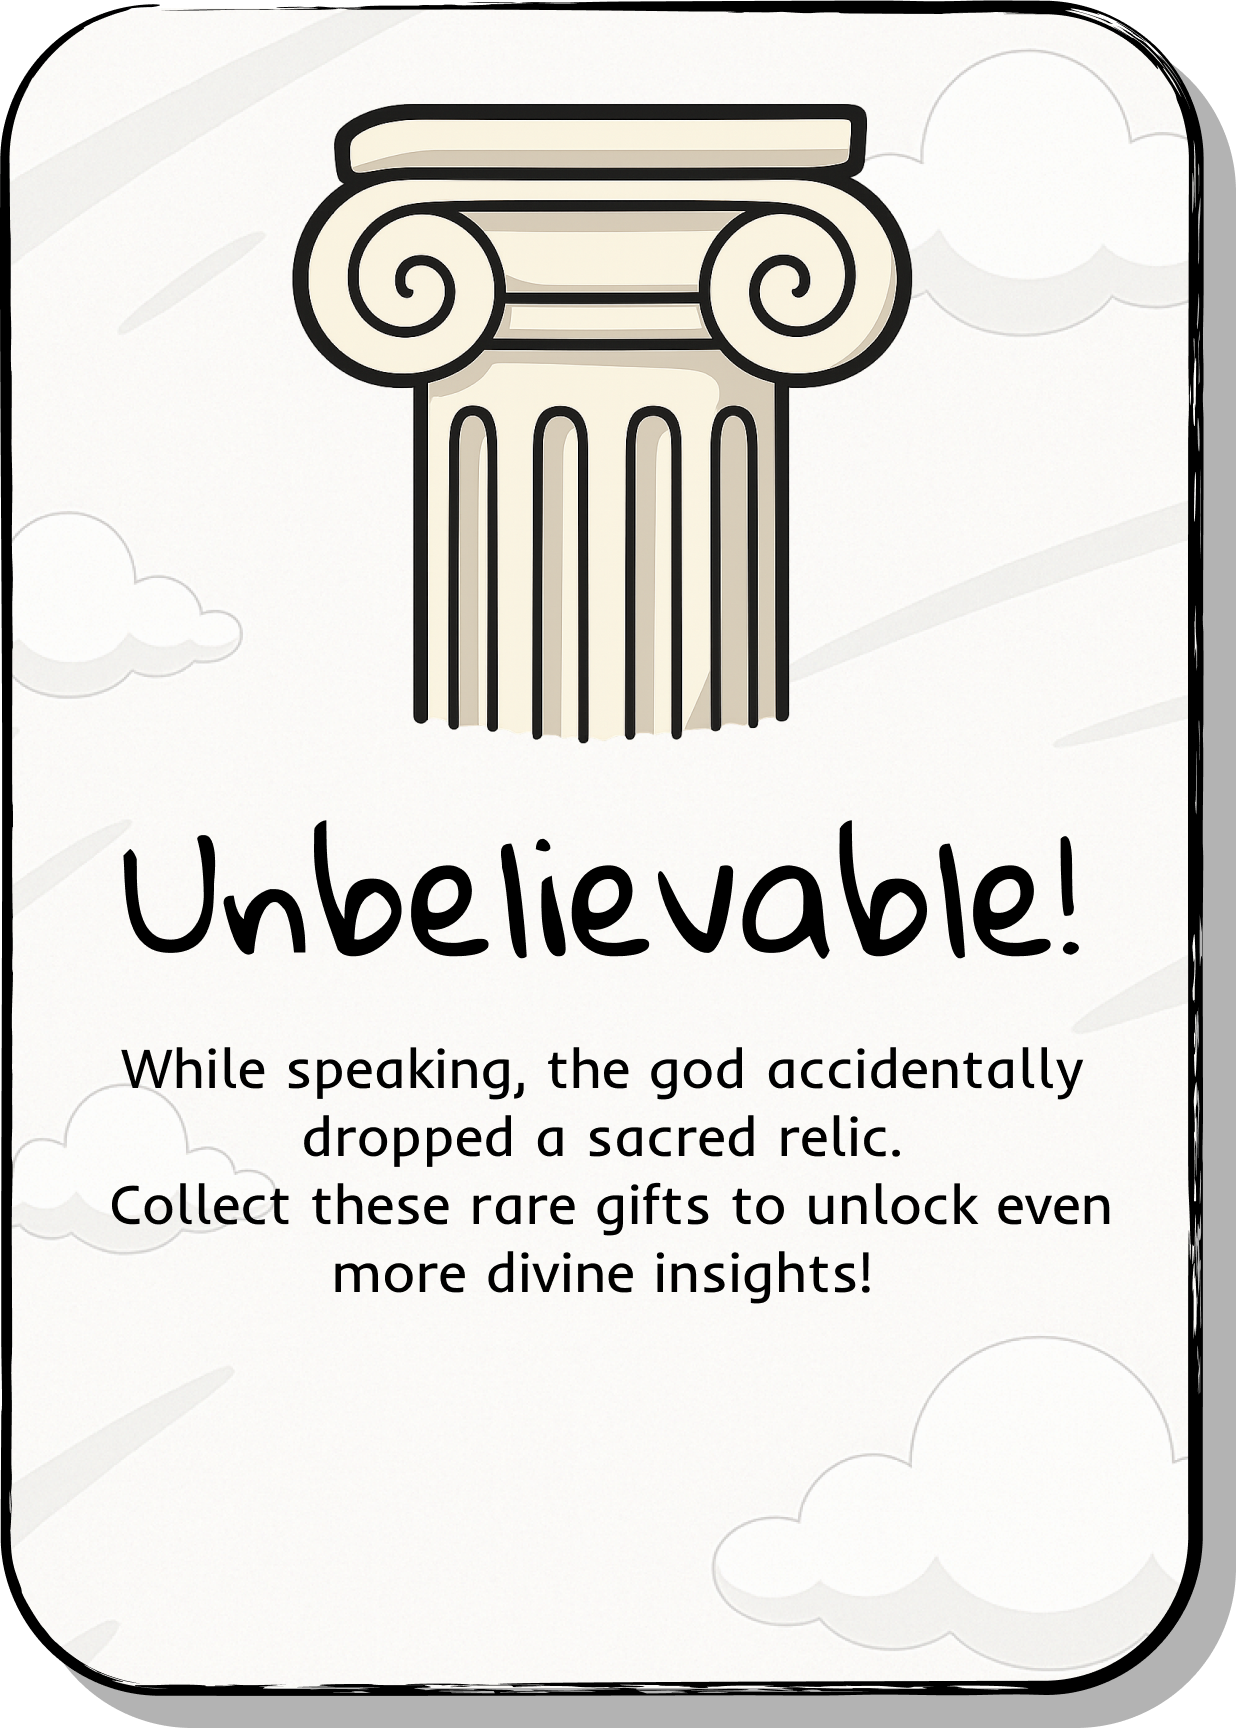 Unbelievable!
While speaking, the god accidentally
dropped a sacred relic.
Collect these rare gifts to unlock even
more divine insights!